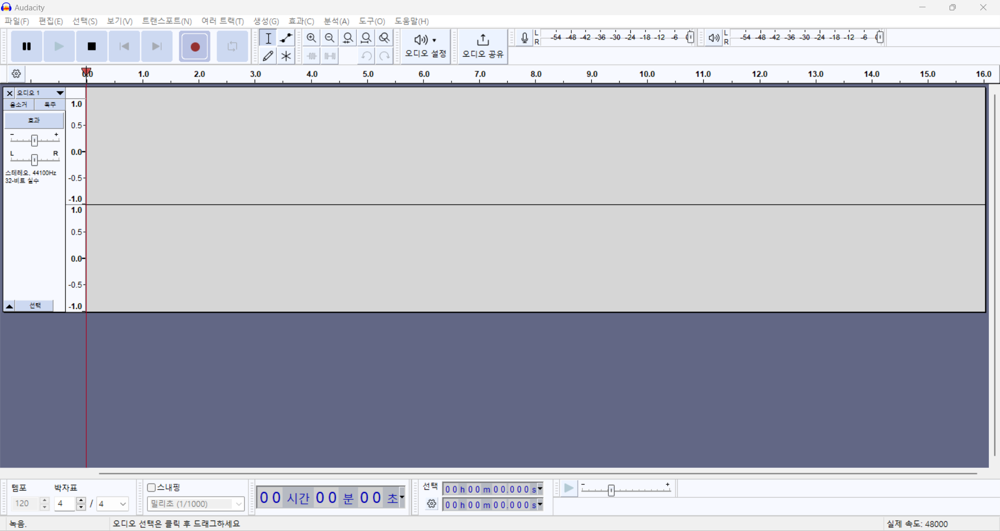 Audacity
파일(F) 편집(E) 선택(S) 보기(V) 트랜스포트(N) 여러 트랙(T) 생성(G) 효과(C) 분석(A) 도구(O) 도움말(H)
오디오 설정
오디오 공유
L
R
-54 -48 -42 -36 -30 -24 -18 -12 -6 0
L
R
-54 -48 -42 -36 -30 -24 -18 -12 -6 0
0.0 1.0 2.0 3.0 4.0 5.0 6.0 7.0 8.0 9.0 10.0 11.0 12.0 13.0 14.0 15.0 16.0
오디오 1
음소거 독주
효과
- +
L R
스테레오, 44100Hz
32-비트 실수
선택
1.0
0.5
0.0
-0.5
-1.0
1.0
0.5
0.0
-0.5
-1.0
템포 박자표
120 4 / 4
스내핑
밀리초 (1/1000)
00 시간 00 분 00 초
선택
00 h 00 m 00.000 s
00 h 00 m 00.000 s
- +
녹음.
오디오 선택은 클릭 후 드래그하세요
실제 속도: 48000